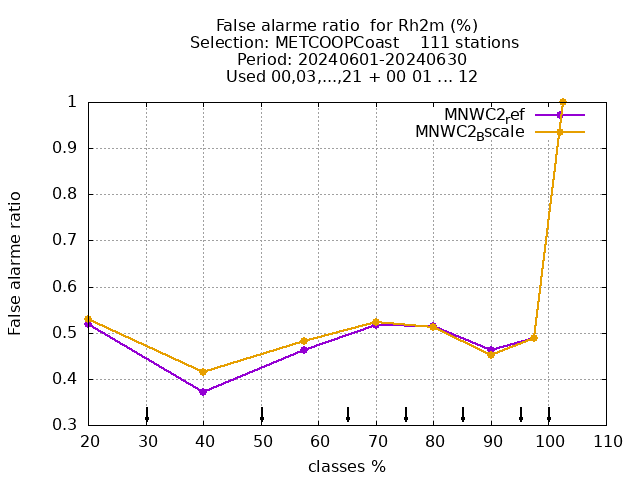 False alarme ratio  for Rh2m (%)
Selection: METCOOPCoast    111 stations
Period: 20240601-20240630
Used 00,03,...,21 + 00 01 ... 12
MNWC2ref
MNWC2Bscale
1
0.9
0.8
0.7
0.6
0.5
0.4
0.3
False alarme ratio
20 30 40 50 60 70 80 90 100 110
classes %